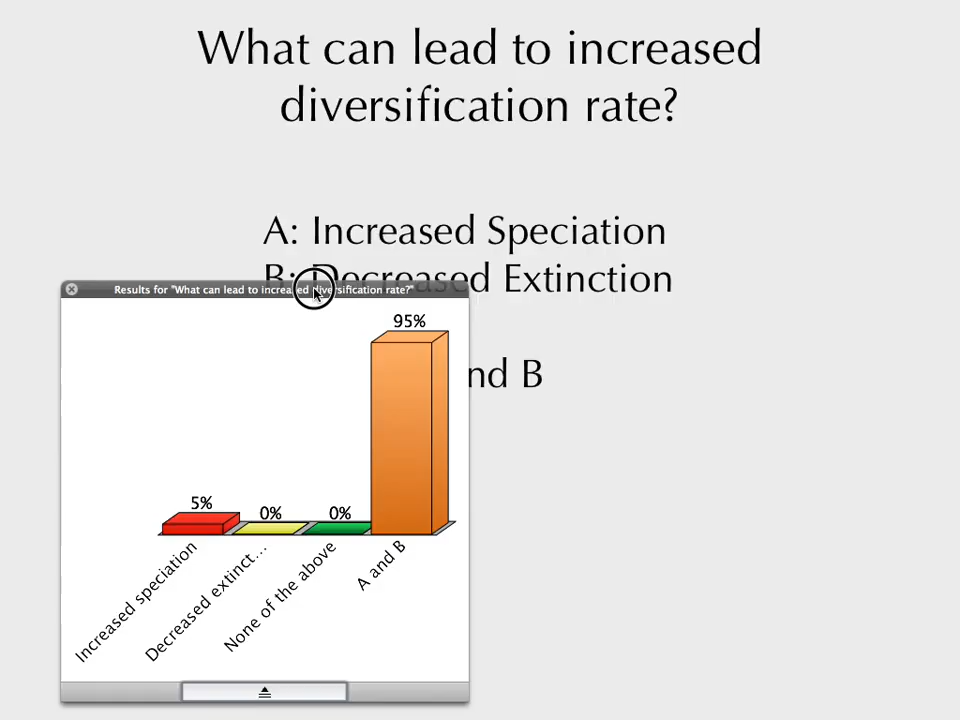 What can lead to increased
diversification rate?
A: Increased Speciation
B: Decreased Extinction
nd B
Results for "What can lead to increased diversification rate?"
95%
5%
0%
0%
Increased speciation
Decreased extinct...
None of the above
A and B